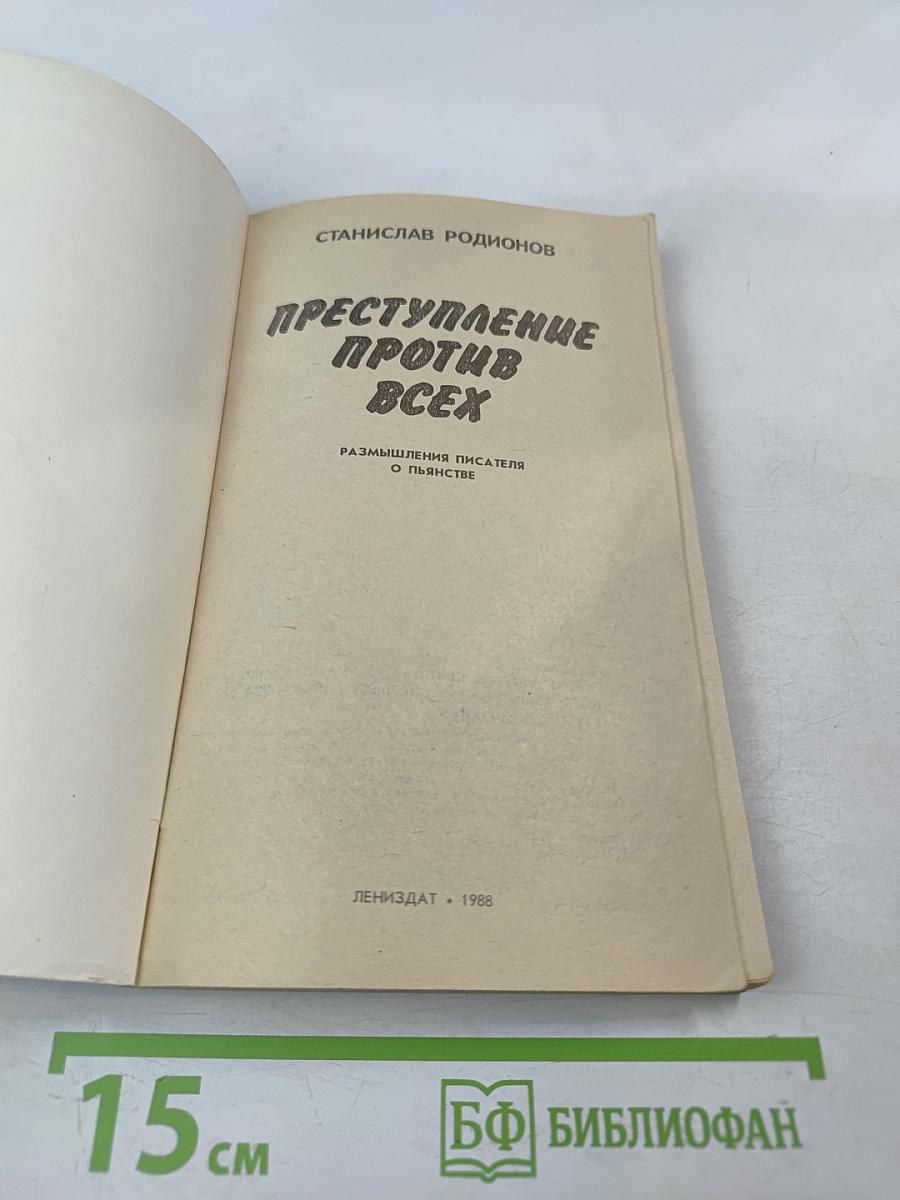 СТАНИСЛАВ РОДИОНОВ
ПРЕСТУПЛЕНИЕ
ПРОТИВ
ВСЕХ
РАЗМЫШЛЕНИЯ ПИСАТЕЛЯ
О ПЬЯНСТВЕ
ЛЕНИЗДАТ • 1988
15 см
БФ БИБЛИОФАН